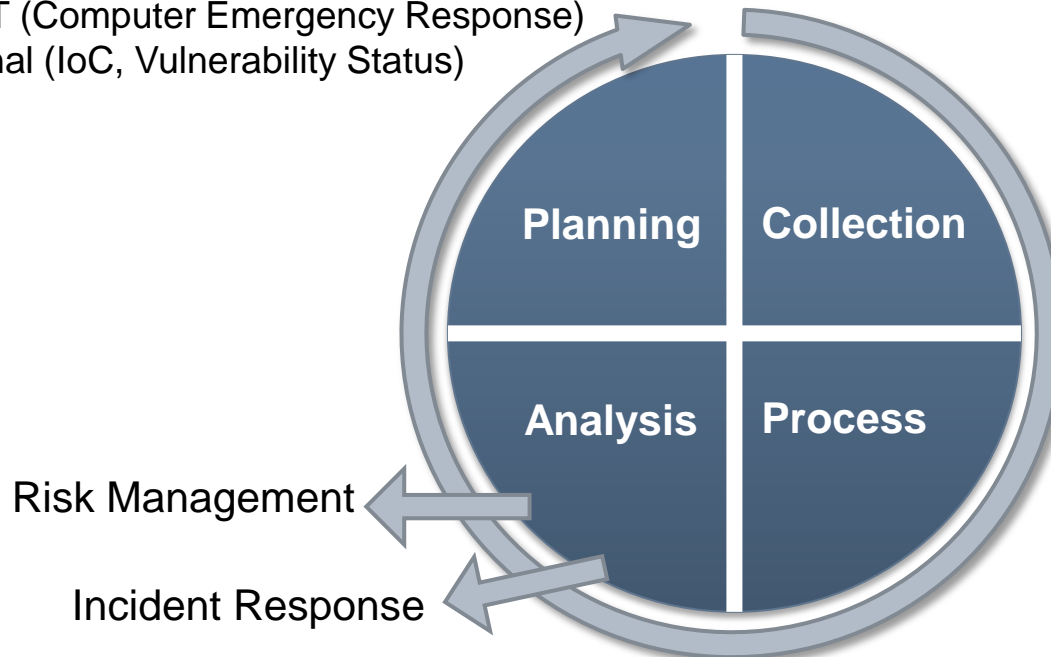 T (Computer Emergency Response)
nal (IoC, Vulnerability Status)
Planning
Collection
Analysis
Process
Risk Management
Incident Response